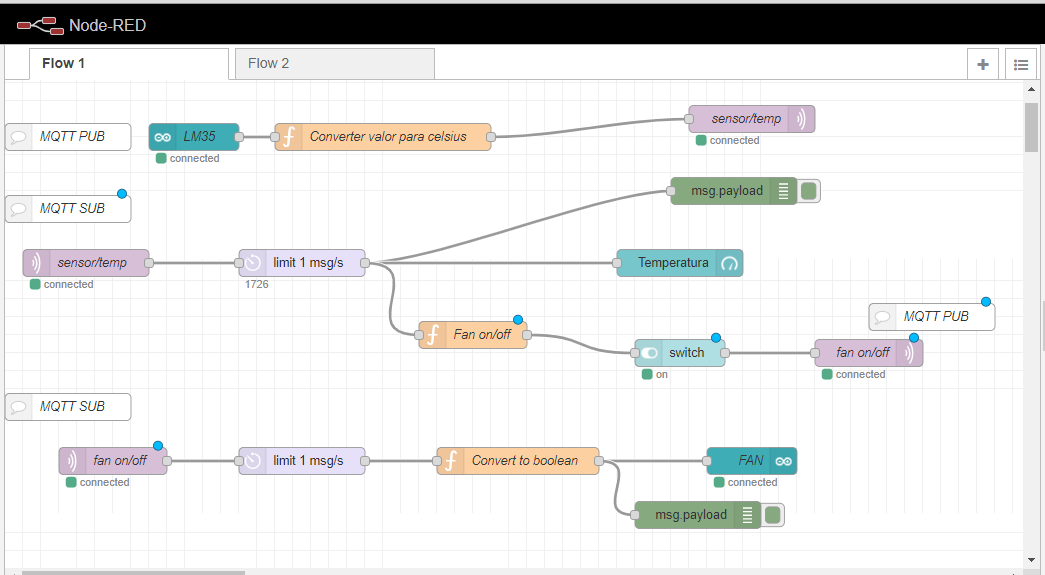 Node-RED
Flow 1
Flow 2
MQTT PUB
LM35
connected
Converter valor para celsius
sensor/temp
connected
MQTT SUB
msg.payload
sensor/temp
connected
limit 1 msg/s
1726
Temperatura
MQTT PUB
Fan on/off
switch
on
fan on/off
connected
MQTT SUB
fan on/off
connected
limit 1 msg/s
Convert to boolean
FAN
connected
msg.payload